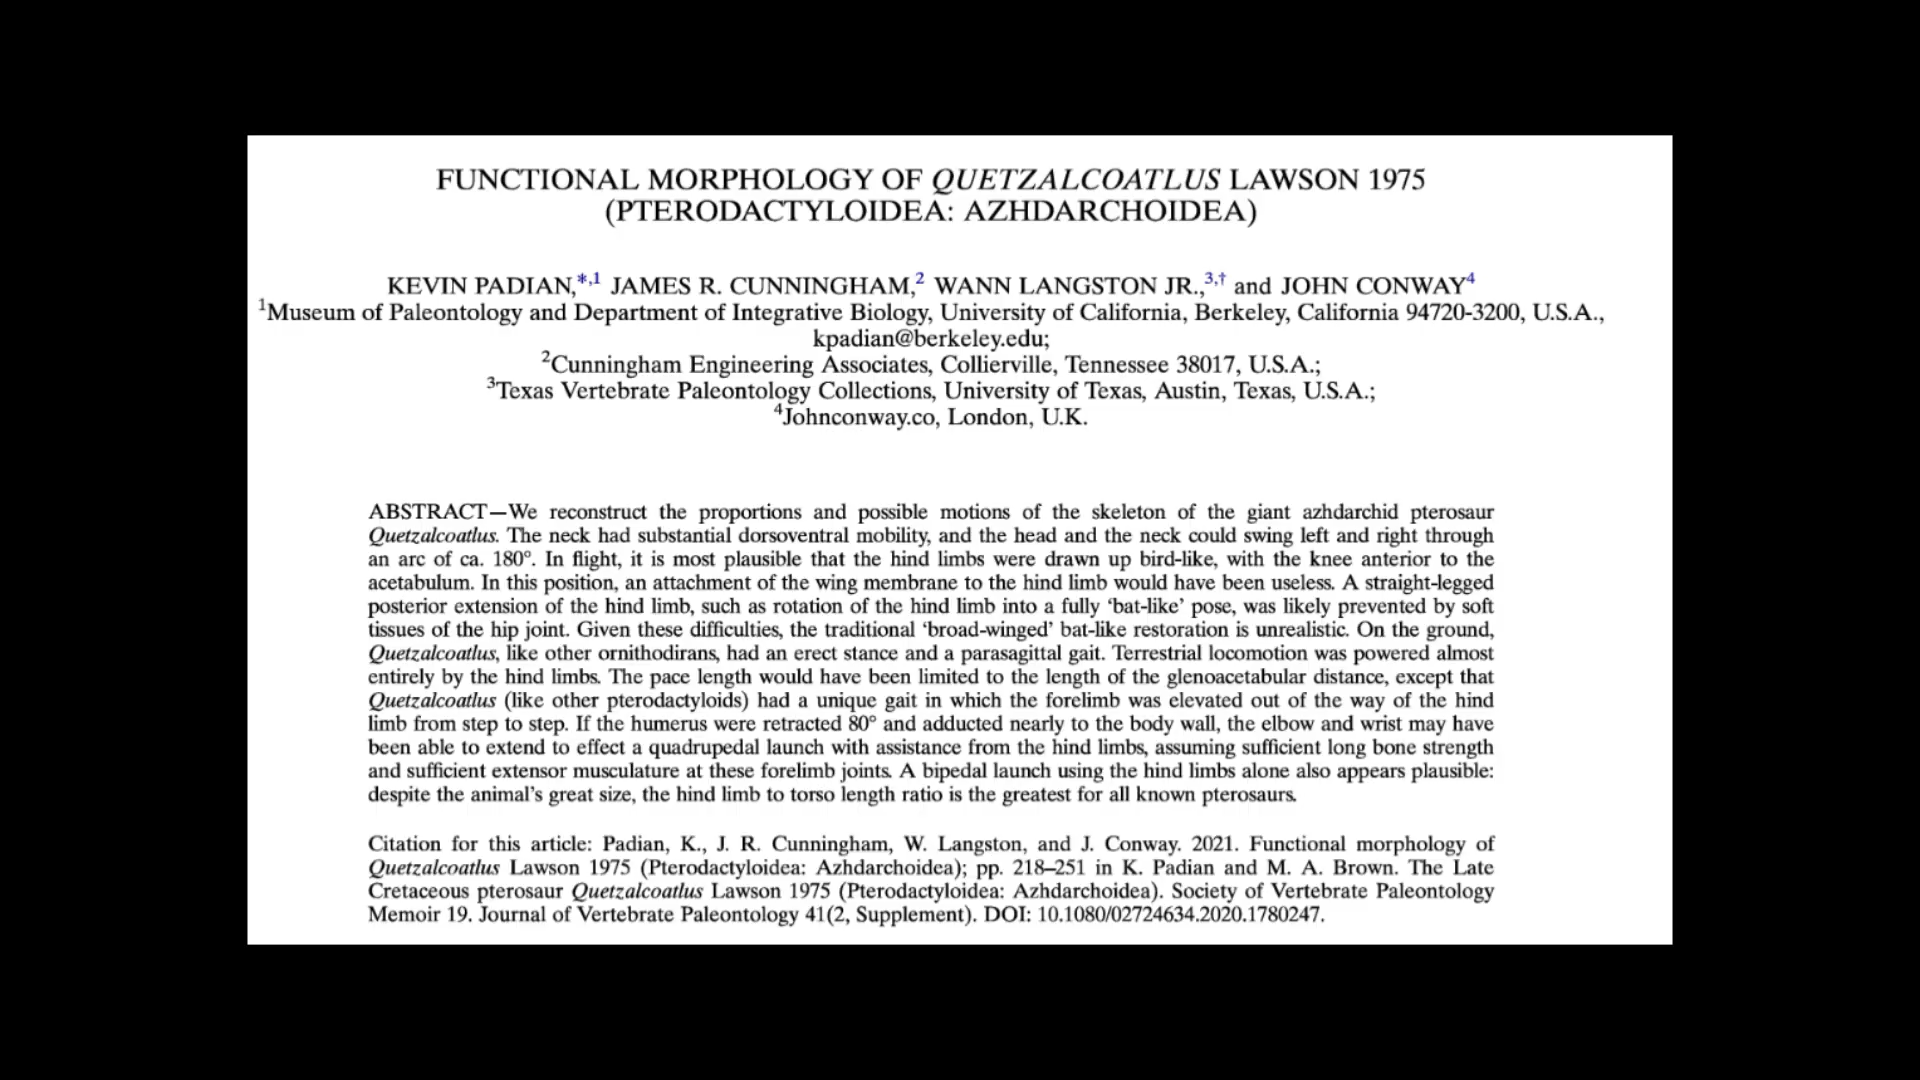 FUNCTIONAL MORPHOLOGY OF QUETZALCOATLUS LAWSON 1975
(PTERODACTYLOIDEA: AZHDARCHOIDEA)
KEVIN PADIAN,*,1 JAMES R. CUNNINGHAM,2 WANN LANGSTON JR.,3,† and JOHN CONWAY4
1Museum of Paleontology and Department of Integrative Biology, University of California, Berkeley, California 94720-3200, U.S.A.,
kpadian@berkeley.edu;
2Cunningham Engineering Associates, Collierville, Tennessee 38017, U.S.A.;
3Texas Vertebrate Paleontology Collections, University of Texas, Austin, Texas, U.S.A.;
4Johnconway.co, London, U.K.
ABSTRACT—We reconstruct the proportions and possible motions of the skeleton of the giant azhdarchid pterosaur
Quetzalcoatlus. The neck had substantial dorsoventral mobility, and the head and the neck could swing left and right through
an arc of ca. 180°. In flight, it is most plausible that the hind limbs were drawn up bird-like, with the knee anterior to the
acetabulum. In this position, an attachment of the wing membrane to the hind limb would have been useless. A straight-legged
posterior extension of the hind limb, such as rotation of the hind limb into a fully ‘bat-like’ pose, was likely prevented by soft
tissues of the hip joint. Given these difficulties, the traditional ‘broad-winged’ bat-like restoration is unrealistic. On the ground,
Quetzalcoatlus, like other ornithodirans, had an erect stance and a parasagittal gait. Terrestrial locomotion was powered almost
entirely by the hind limbs. The pace length would have been limited to the length of the glenoacetabular distance, except that
Quetzalcoatlus (like other pterodactyloids) had a unique gait in which the forelimb was elevated out of the way of the hind
limb from step to step. If the humerus were retracted 80° and adducted nearly to the body wall, the elbow and wrist may have
been able to extend to effect a quadrupedal launch with assistance from the hind limbs, assuming sufficient long bone strength
and sufficient extensor musculature at these forelimb joints. A bipedal launch using the hind limbs alone also appears plausible:
despite the animal’s great size, the hind limb to torso length ratio is the greatest for all known pterosaurs.
Citation for this article: Padian, K., J. R. Cunningham, W. Langston, and J. Conway. 2021. Functional morphology of
Quetzalcoatlus Lawson 1975 (Pterodactyloidea: Azhdarchoidea); pp. 218–251 in K. Padian and M. A. Brown. The Late
Cretaceous pterosaur Quetzalcoatlus Lawson 1975 (Pterodactyloidea: Azhdarchoidea). Society of Vertebrate Paleontology
Memoir 19. Journal of Vertebrate Paleontology 41(2, Supplement). DOI: 10.1080/02724634.2020.1780247.